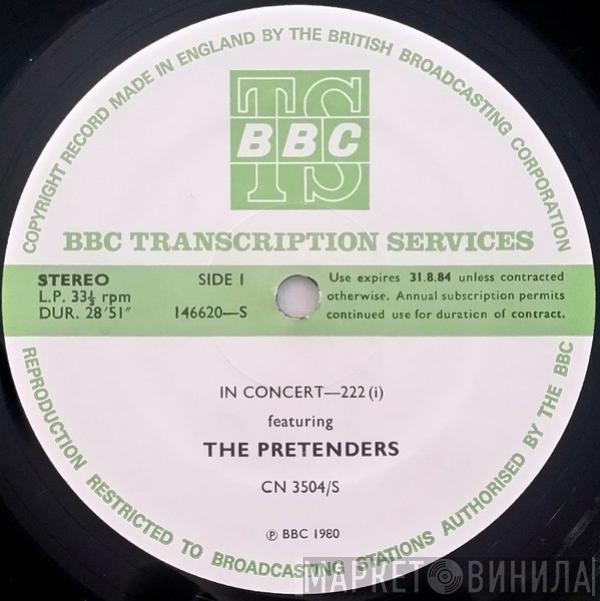 COPYRIGHT RECORD MADE IN ENGLAND BY THE BRITISH BROADCASTING CORPORATION
TS
BBC
BBC TRANSCRIPTION SERVICES
STEREO
L.P. 33⅓ rpm
DUR. 28'51"
SIDE 1
146620—S
Use expires 31.8.84 unless contracted
otherwise. Annual subscription permits
continued use for duration of contract.
IN CONCERT—222 (i)
featuring
THE PRETENDERS
CN 3504/S
Ⓟ BBC 1980
REPRODUCTION RESTRICTED TO BROADCASTING STATIONS AUTHORISED BY THE BBC
МАРКЕТ ВИНИЛА